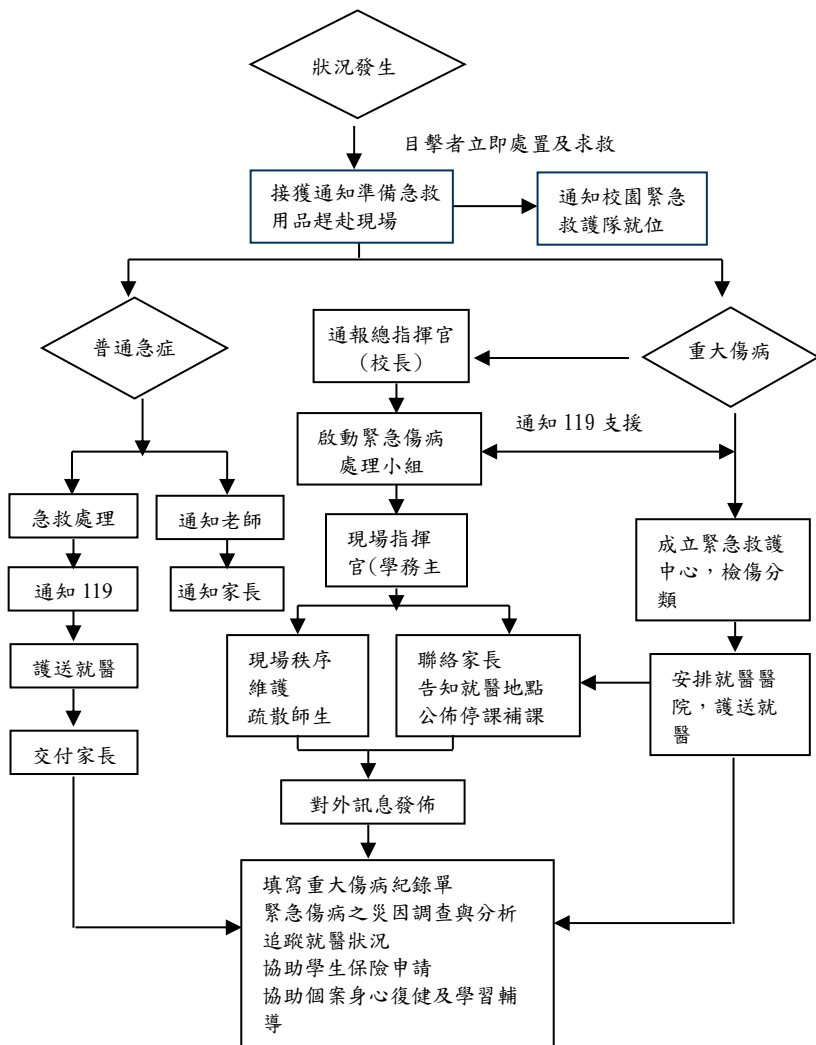 狀況發生
目擊者立即處置及求救
接獲通知準備急救
用品趕赴現場
通知校園緊急
救護隊就位
普通急症
通報總指揮官
(校長)
重大傷病
啟動緊急傷病
處理小組
通知 119 支援
急救處理
通知老師
現場指揮
官(學務主
成立緊急救護
中心，檢傷分
類
通知 119
通知家長
護送就醫
現場秩序
維護
疏散師生
聯絡家長
告知就醫地點
公佈停課補課
安排就醫醫
院，護送就
醫
交付家長
對外訊息發佈
填寫重大傷病紀錄單
緊急傷病之災因調查與分析
追蹤就醫狀況
協助學生保險申請
協助個案身心復健及學習輔
導